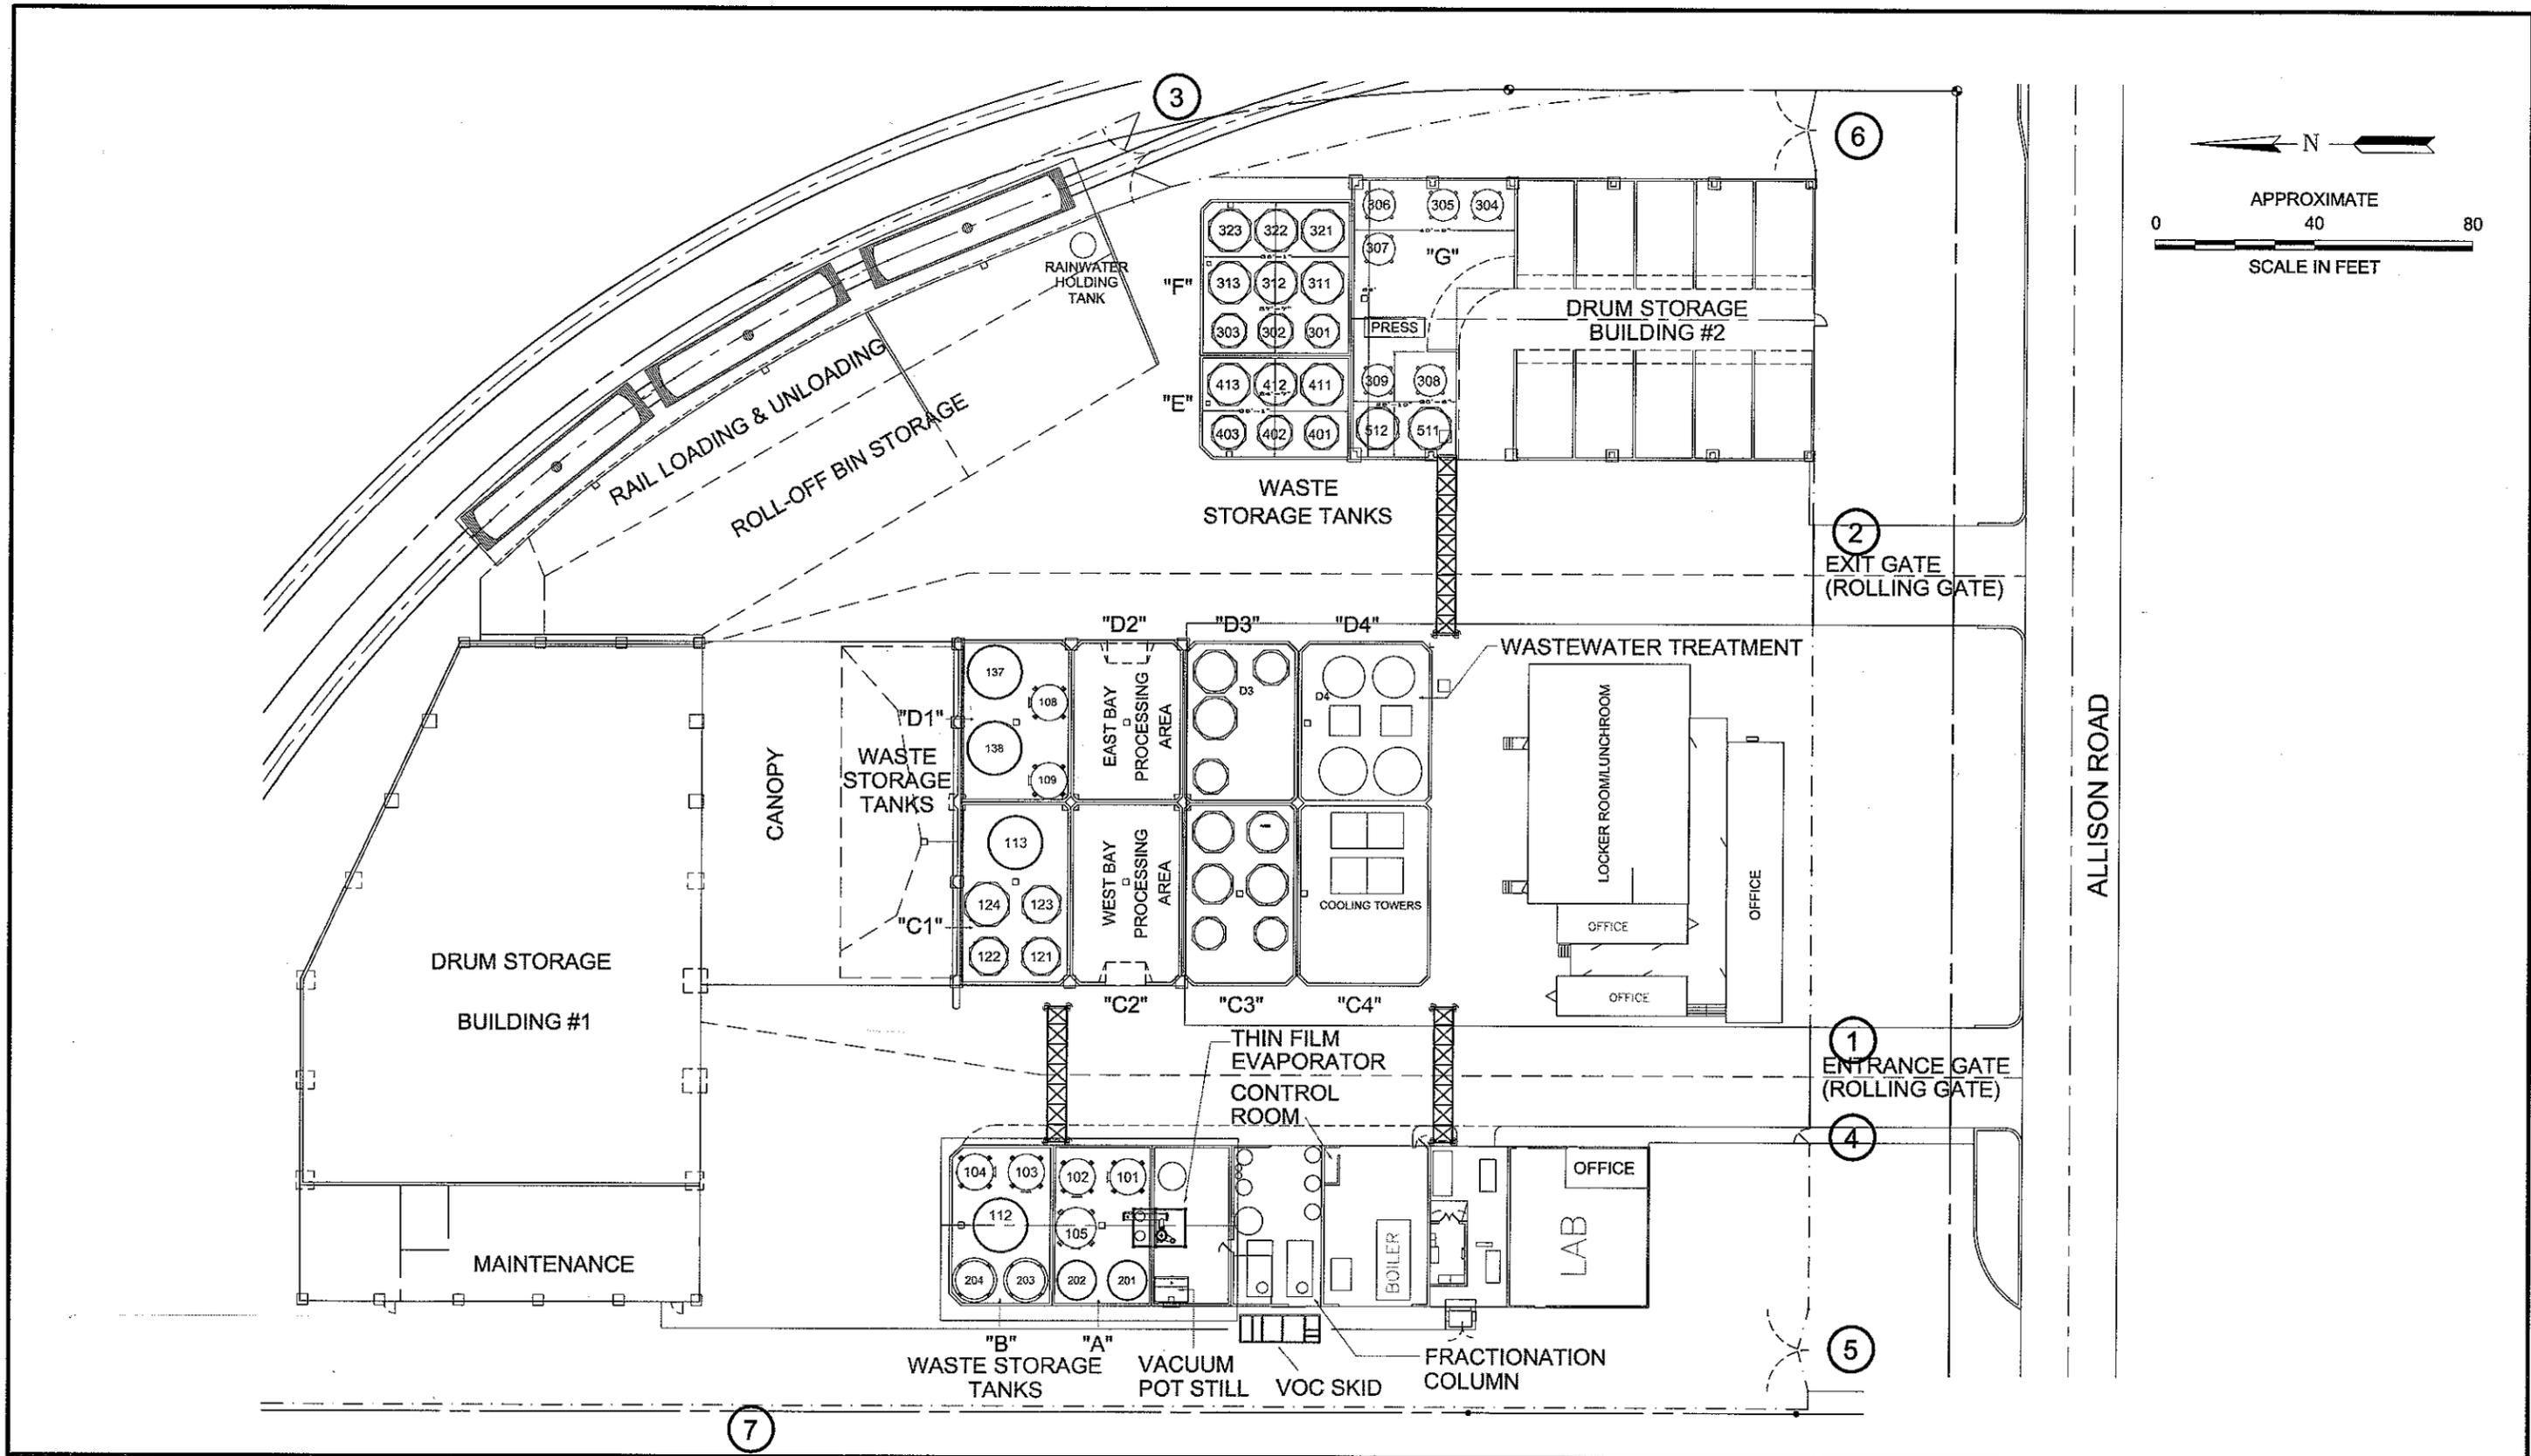 3
6
N
APPROXIMATE
0 40 80
SCALE IN FEET
306 305 304
323 322 321
307
"G"
RAINWATER
HOLDING
TANK
"F"
313 312 311
DRUM STORAGE
BUILDING #2
303 302 301
PRESS
413 412 411
309 308
"E"
403 402 401
512 511
RAIL LOADING & UNLOADING
ROLL-OFF BIN STORAGE
WASTE
STORAGE TANKS
2
EXIT GATE
(ROLLING GATE)
"D2" "D3" "D4"
WASTEWATER TREATMENT
137
108
D3
D4
"D1"
138
109
EAST BAY
PROCESSING
AREA
LOCKER ROOM/LUNCHROOM
ALLISON ROAD
CANOPY
WASTE
STORAGE
TANKS
113
124 123
"C1"
122 121
WEST BAY
PROCESSING
AREA
COOLING TOWERS
OFFICE
OFFICE
OFFICE
DRUM STORAGE
BUILDING #1
"C2" "C3" "C4"
THIN FILM
EVAPORATOR
CONTROL
ROOM
1
ENTRANCE GATE
(ROLLING GATE)
4
104 103 102 101
112
105
204 203 202 201
OFFICE
LAB
BOILER
MAINTENANCE
"B" "A"
WASTE STORAGE
TANKS
VACUUM
POT STILL
VOC SKID
FRACTIONATION
COLUMN
5
7